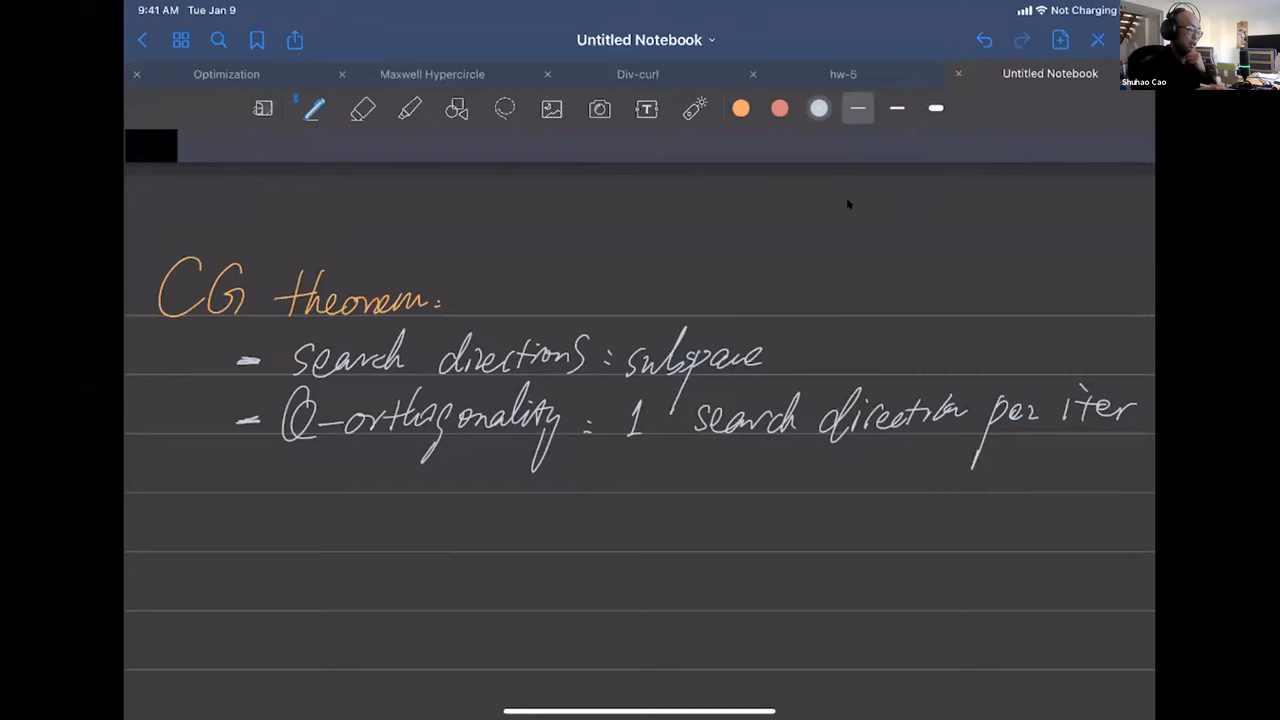 9:41 AM Tue Jan 9
Not Charging
Untitled Notebook
Optimization
Maxwell Hypercircle
Div-curl
hw-5
Untitled Notebook
Shuhao Cao
CG theorem:
- search directions : subspace
- Q-orthogonality : 1 search direction per iter